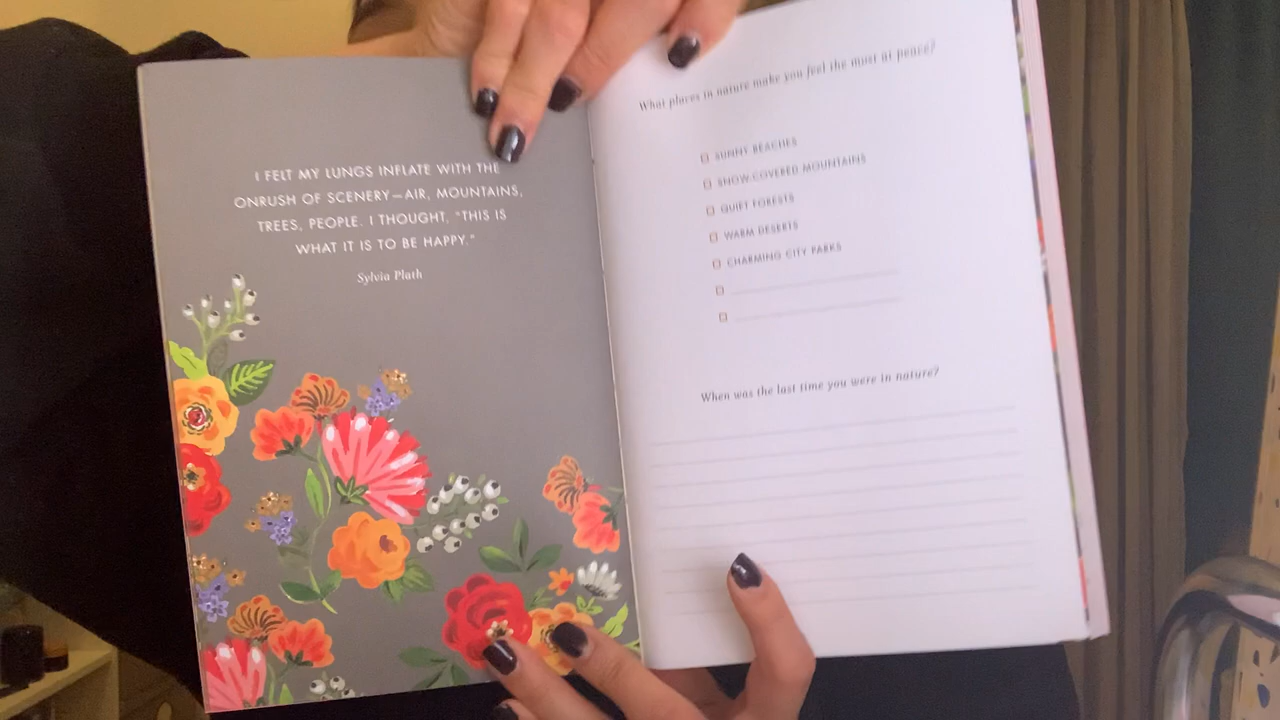 I FELT MY LUNGS INFLATE WITH THE
ONRUSH OF SCENERY—AIR, MOUNTAINS,
TREES, PEOPLE. I THOUGHT, "THIS IS
WHAT IT IS TO BE HAPPY."
Sylvia Plath
What places in nature make you feel the most at peace?
SUNNY BEACHES
SNOW-COVERED MOUNTAINS
QUIET FORESTS
WARM DESERTS
CHARMING CITY PARKS
When was the last time you were in nature?